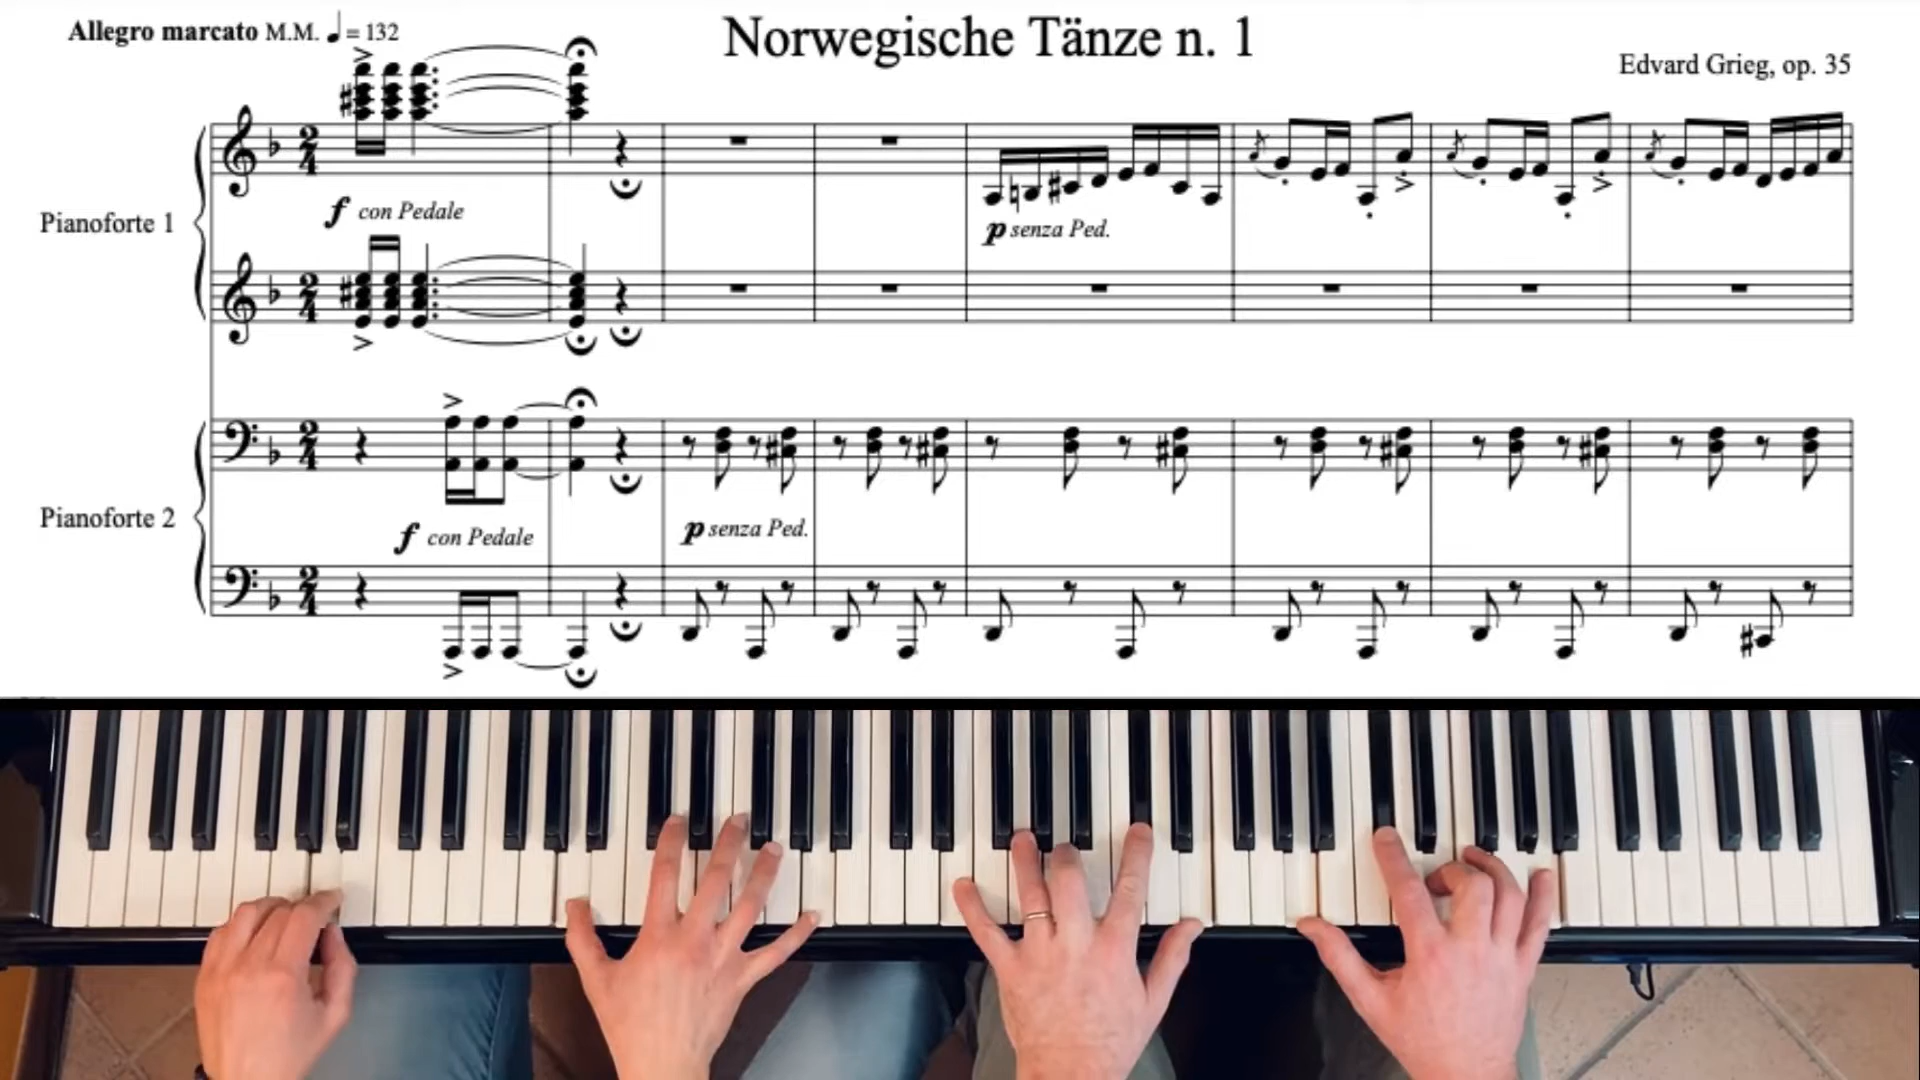 Norwegische Tänze n. 1
Allegro marcato M.M. ♩ = 132
Edvard Grieg, op. 35
Pianoforte 1
f con Pedale
p senza Ped.
Pianoforte 2
f con Pedale
p senza Ped.